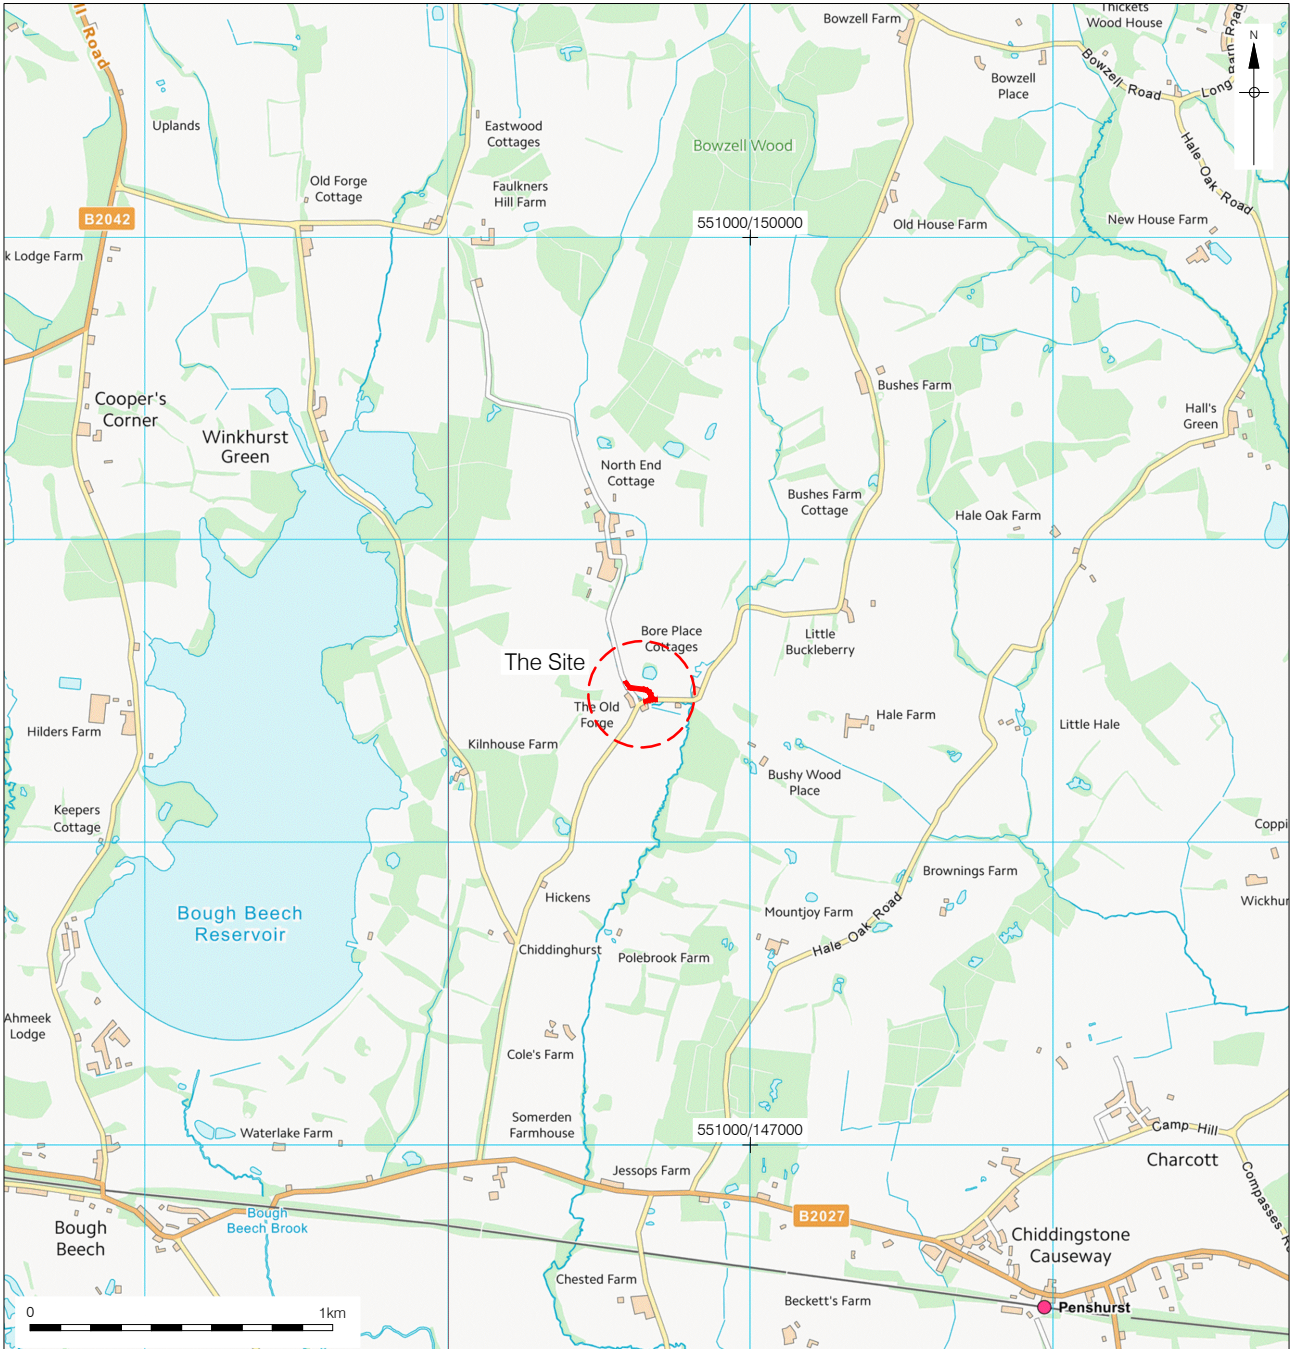 Thickets
Wood House
Bowzell Farm
Long Barn Road
N
Bowzell
Place
Bowzell Road
Uplands
Eastwood
Cottages
Bowzell Wood
Hale Oak Road
Old Forge
Cottage
Faulkners
Hill Farm
B2042
551000/150000
Old House Farm
New House Farm
k Lodge Farm
Bushes Farm
Cooper's
Corner
Hall's
Green
Winkhurst
Green
North End
Cottage
Bushes Farm
Cottage
Hale Oak Farm
Bore Place
Cottages
Little
Buckleberry
The Site
The Old
Forge
Hale Farm
Little Hale
Hilders Farm
Kilnhouse Farm
Bushy Wood
Place
Keepers
Cottage
Coppi
Brownings Farm
Hickens
Wickhur
Mountjoy Farm
Bough Beech
Reservoir
Hale Oak Road
Chiddinghurst
Polebrook Farm
Ahmeek
Lodge
Cole's Farm
Somerden
Farmhouse
Waterlake Farm
551000/147000
Camp Hill
Charcott
Jessops Farm
Compasses
B2027
Bough
Beech Brook
Bough
Beech
Chiddingstone
Causeway
Chested Farm
Beckett's Farm
Penshurst
0 1km